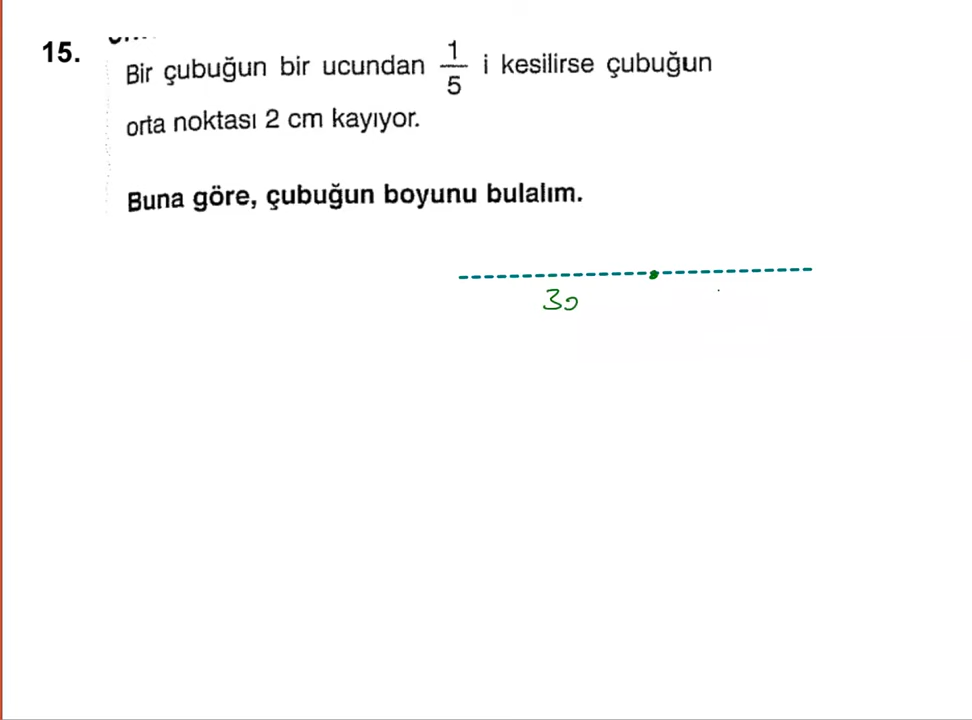 15.
Bir çubuğun bir ucundan 1/5 i kesilirse çubuğun
orta noktası 2 cm kayıyor.
Buna göre, çubuğun boyunu bulalım.
30